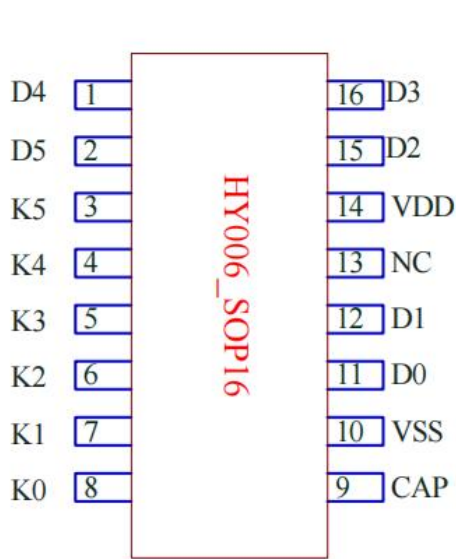 D4 1 16 D3
D5 2 15 D2
K5 3 14 VDD
K4 4 13 NC
K3 5 12 D1
K2 6 11 D0
K1 7 10 VSS
K0 8 9 CAP
HY006_SOP16